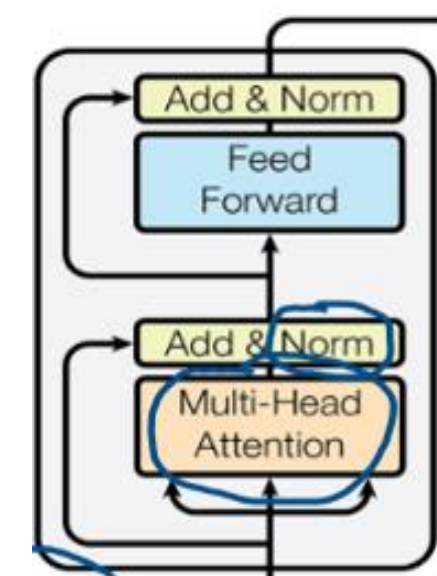 Add & Norm
Feed
Forward
Add & Norm
Multi-Head
Attention